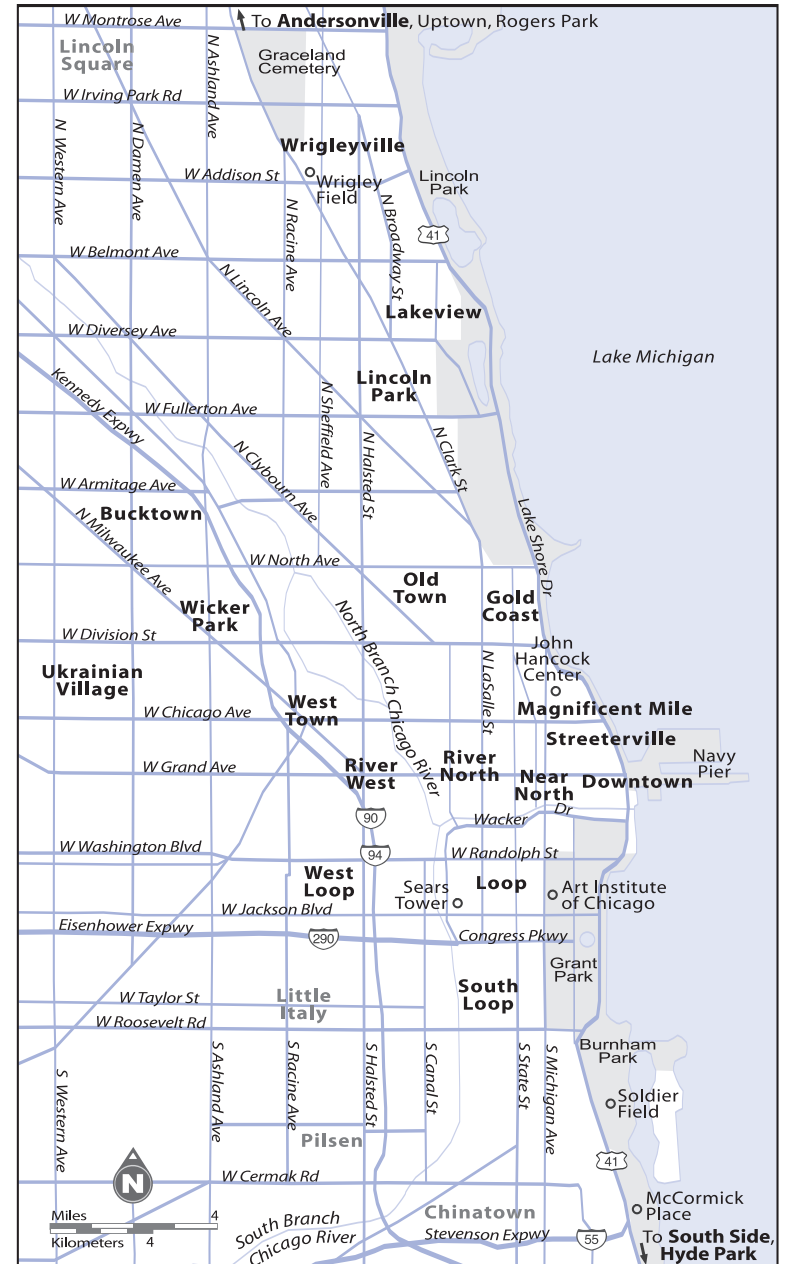 W Montrose Ave
To Andersonville, Uptown, Rogers Park
Lincoln
Square
N Ashland Ave
Graceland
Cemetery
W Irving Park Rd
N Western Ave
N Damen Ave
Wrigleyville
W Addison St
Wrigley
Field
Lincoln
Park
N Racine Ave
N Broadway St
41
W Belmont Ave
N Lincoln Ave
Lakeview
W Diversey Ave
Lake Michigan
Kennedy Expwy
Lincoln
Park
W Fullerton Ave
N Sheffield Ave
N Halsted St
N Clark St
N Clybourn Ave
W Armitage Ave
Bucktown
N Milwaukee Ave
Lake Shore Dr
W North Ave
Old
Town
Gold
Coast
Wicker
Park
North Branch Chicago River
W Division St
John
Hancock
Center
N LaSalle St
Ukrainian
Village
West
Town
W Chicago Ave
Magnificent Mile
Streeterville
Navy
Pier
W Grand Ave
River
West
River
North
Near
North
Downtown
90
Wacker
Dr
W Washington Blvd
94
W Randolph St
West
Loop
Sears
Tower
Loop
Art Institute
of Chicago
W Jackson Blvd
Eisenhower Expwy
290
Congress Pkwy
Grant
Park
South
Loop
W Taylor St
Little
Italy
W Roosevelt Rd
Burnham
Park
S Western Ave
S Ashland Ave
S Racine Ave
S Halsted St
S Canal St
S State St
S Michigan Ave
Soldier
Field
Pilsen
41
N
W Cermak Rd
McCormick
Place
Miles
4
Kilometers
4
South Branch
Chicago River
Chinatown
Stevenson Expwy
55
To South Side,
Hyde Park